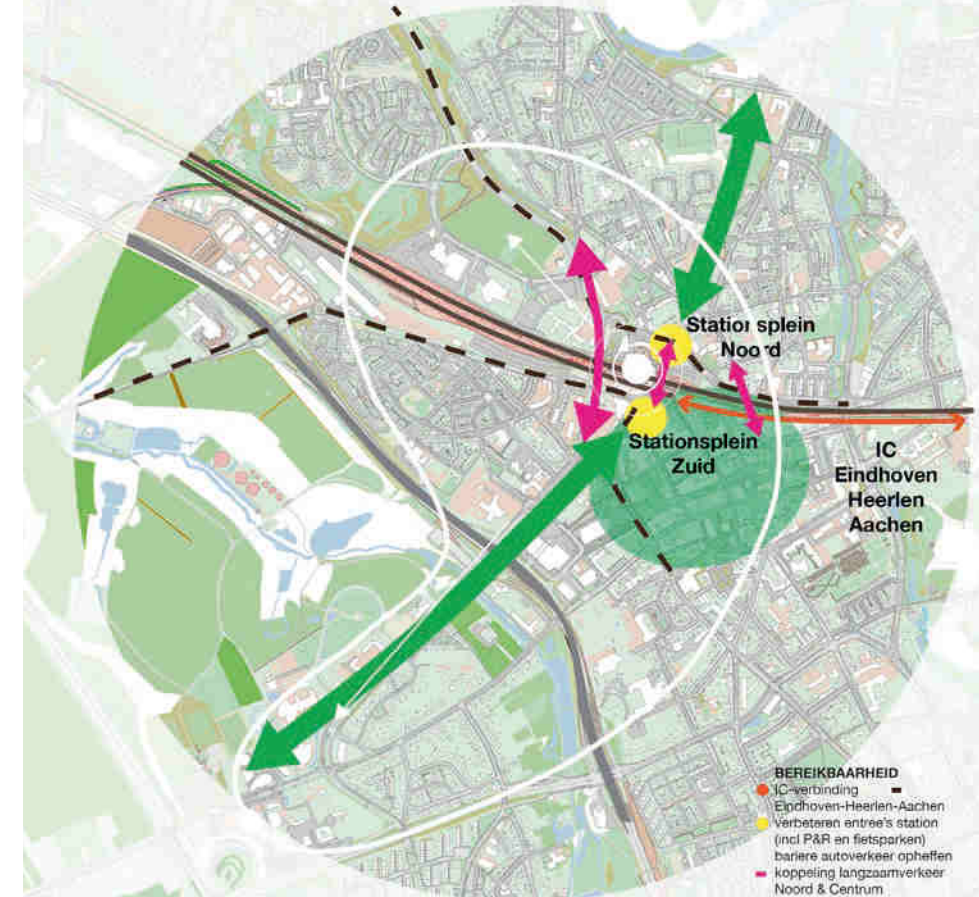 Stationsplein
Noord
Stationsplein
Zuid
IC
Eindhoven
Heerlen
Aachen
BEREIKBAARHEID
IC-verbinding
Eindhoven-Heerlen-Aachen
verbeteren entree's station
(incl P&R en fietsparken)
bariere autoverkeer opheffen
koppeling langzaamverkeer
Noord & Centrum